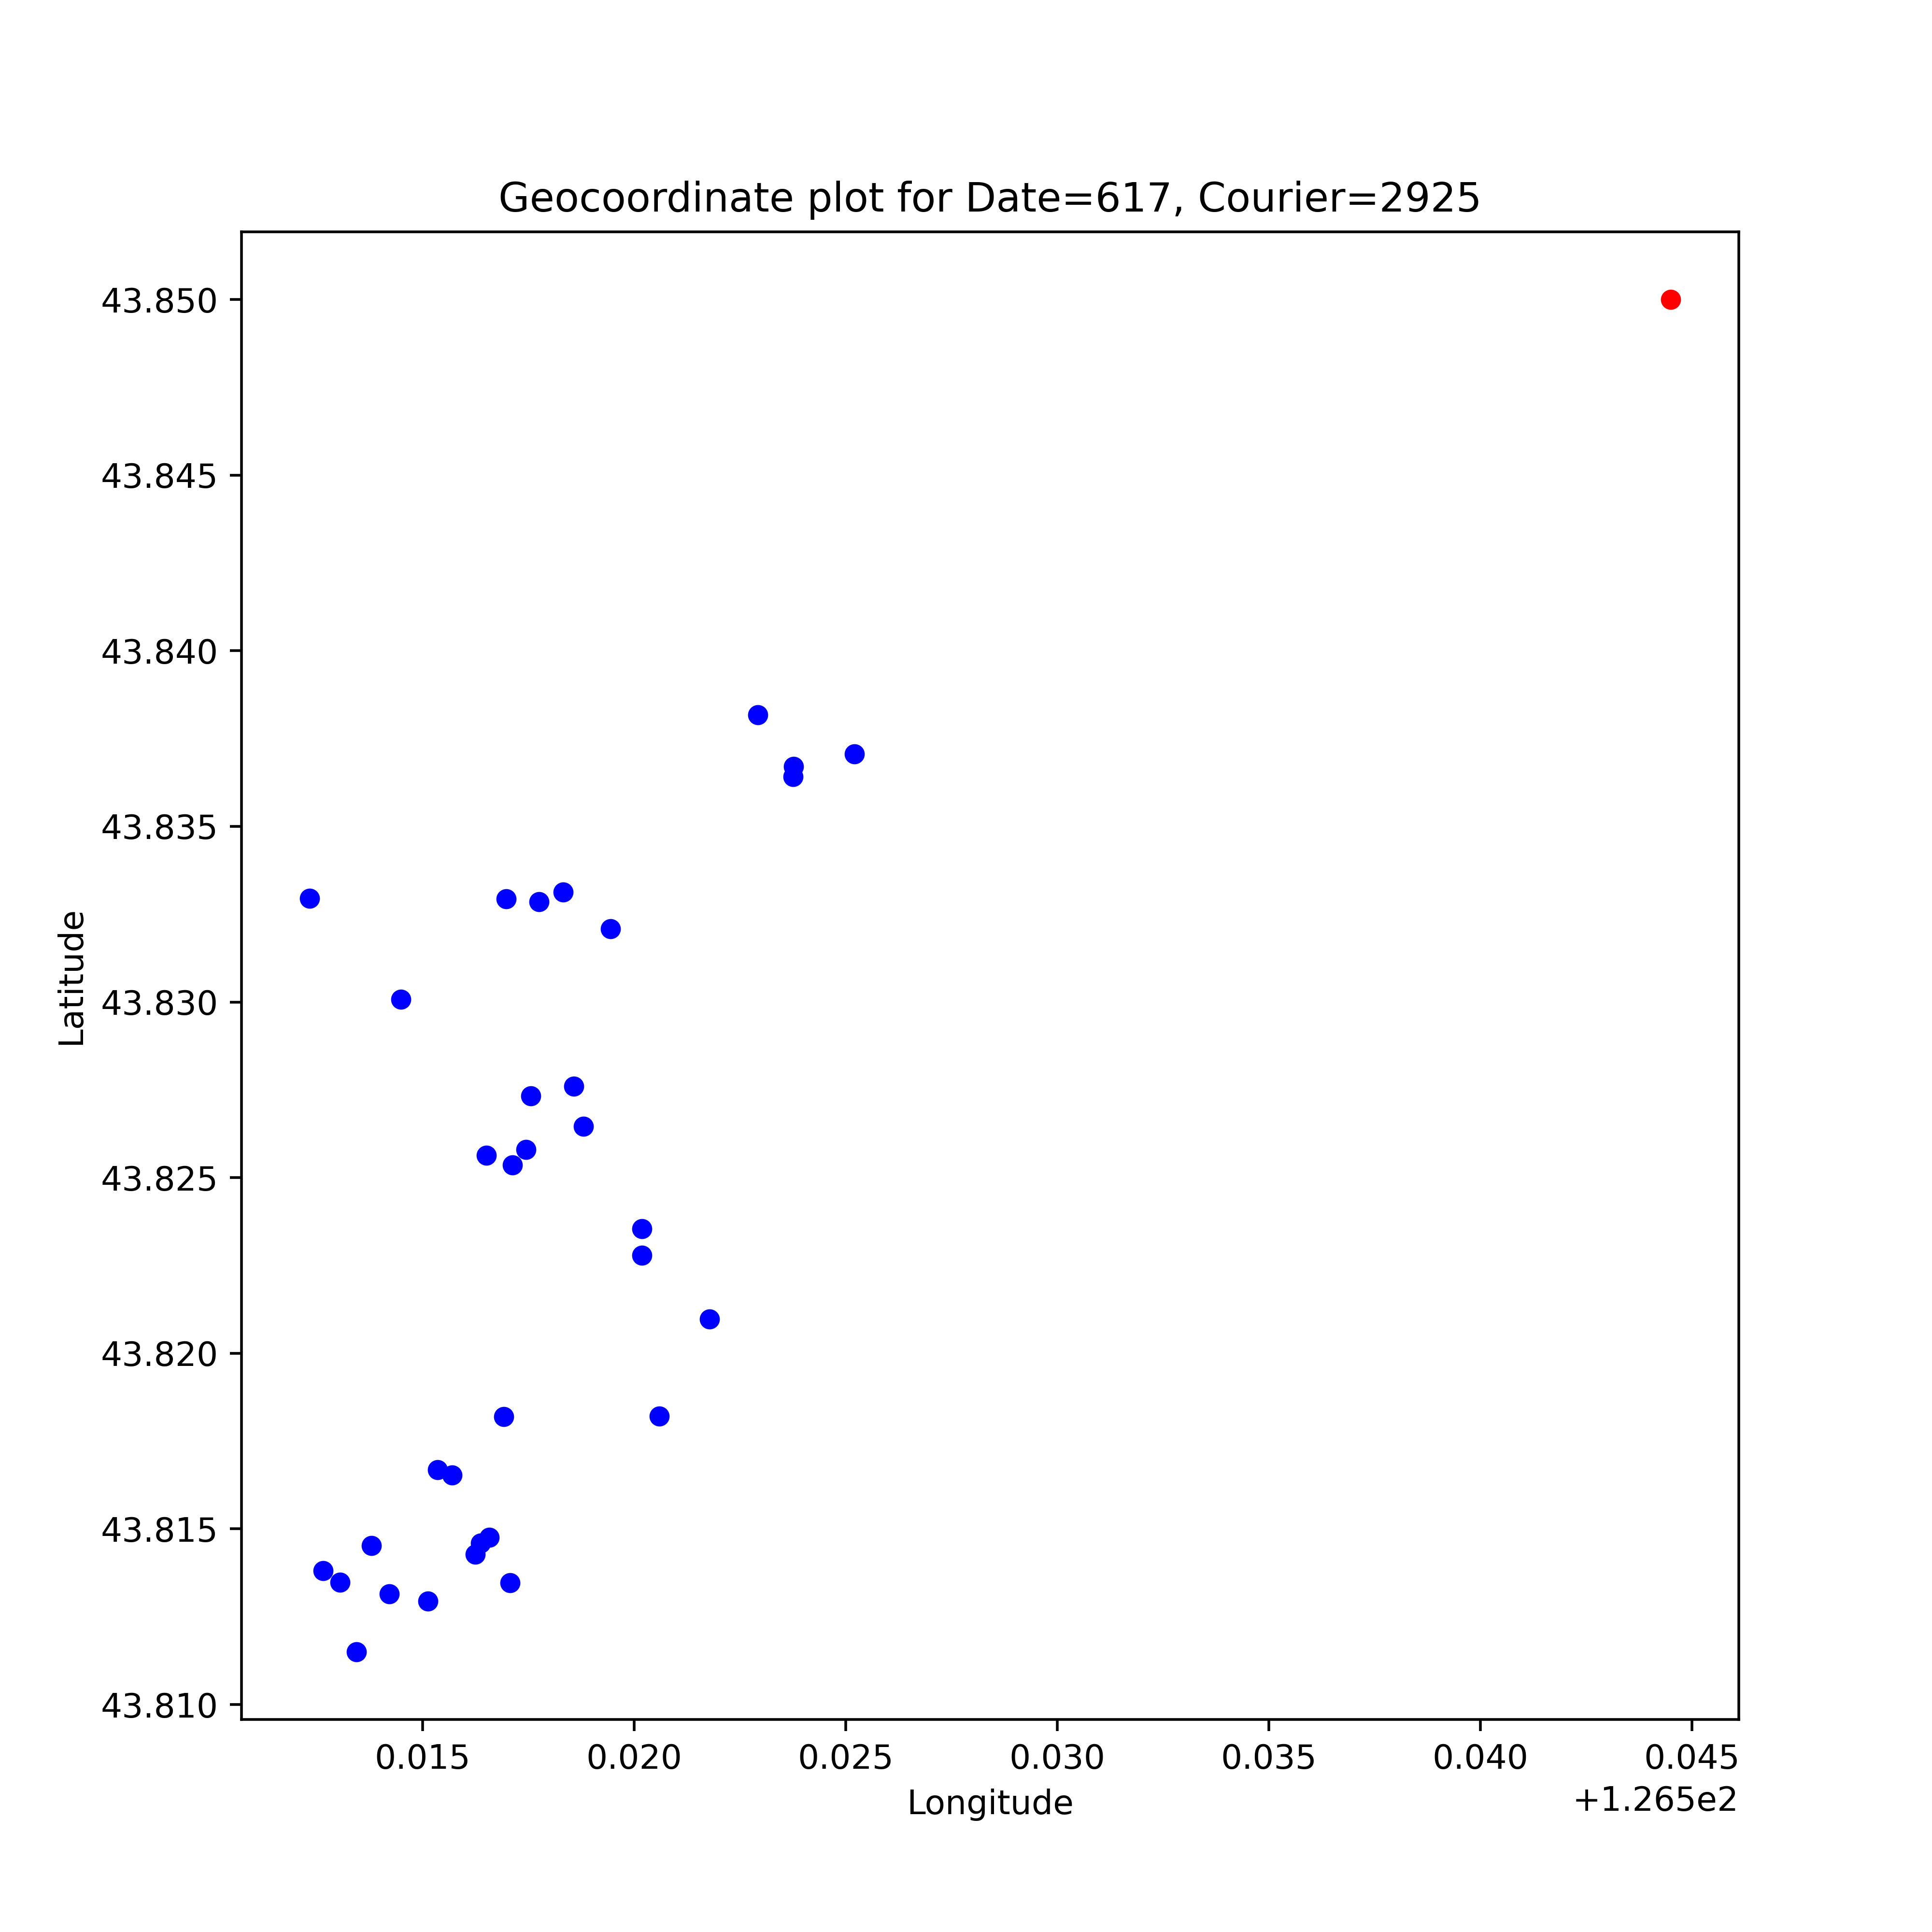 Geocoordinate plot for Date=617, Courier=2925
43.850
43.845
43.840
43.835
43.830
43.825
43.820
43.815
43.810
Latitude
0.015 0.020 0.025 0.030 0.035 0.040 0.045
+1.265e2
Longitude